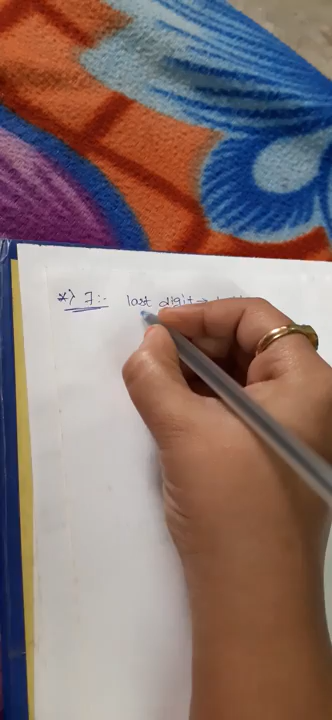 *) 7:- last digit →